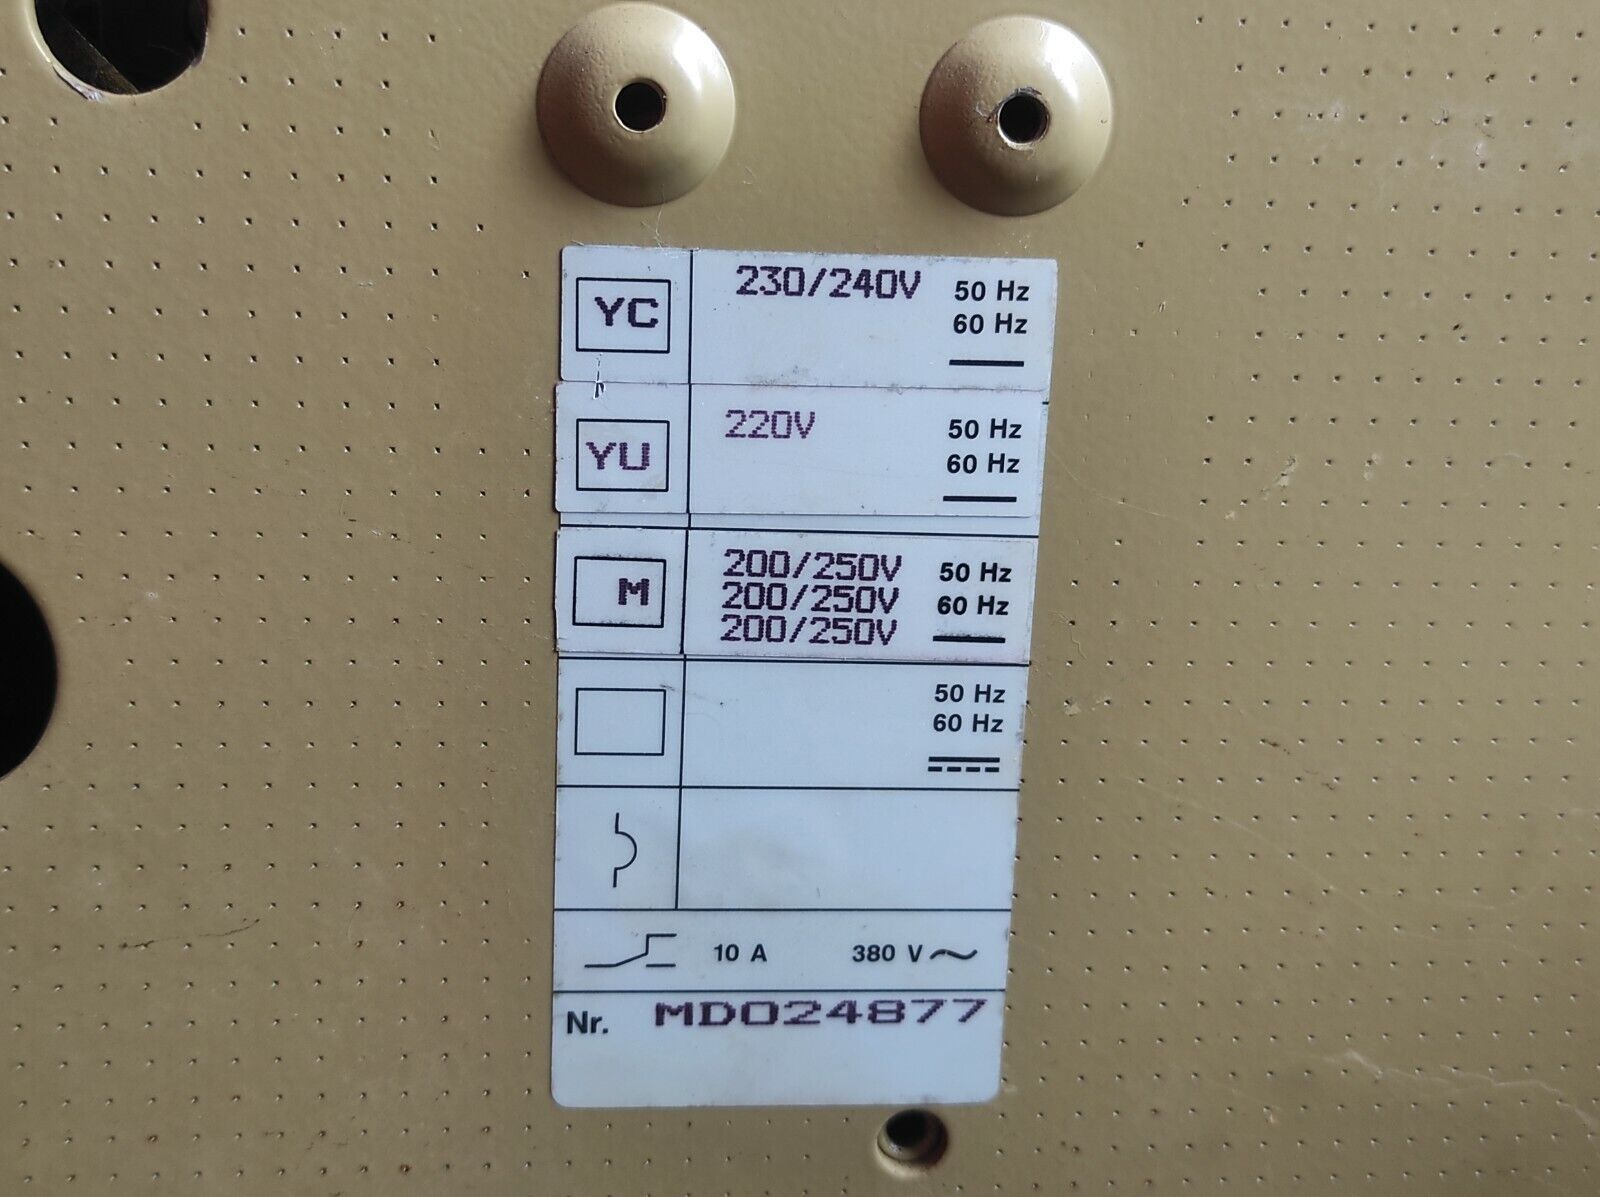 YC 230/240V 50 Hz
60 Hz
YU 220V 50 Hz
60 Hz
M 200/250V 50 Hz
200/250V 60 Hz
200/250V
50 Hz
60 Hz
10 A 380 V~
Nr. MD024877